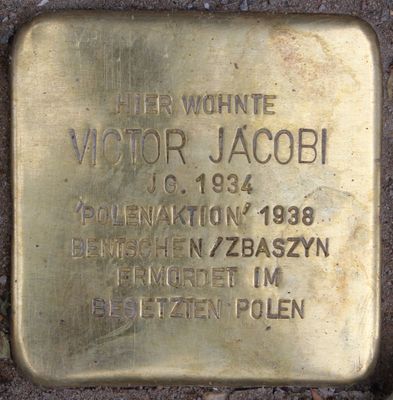 HIER WOHNTE
VICTOR JACOBI
JG. 1934
'POLENAKTION' 1938
BENTSCHEN/ZBASZYN
ERMORDET IM
BESETZTEN POLEN